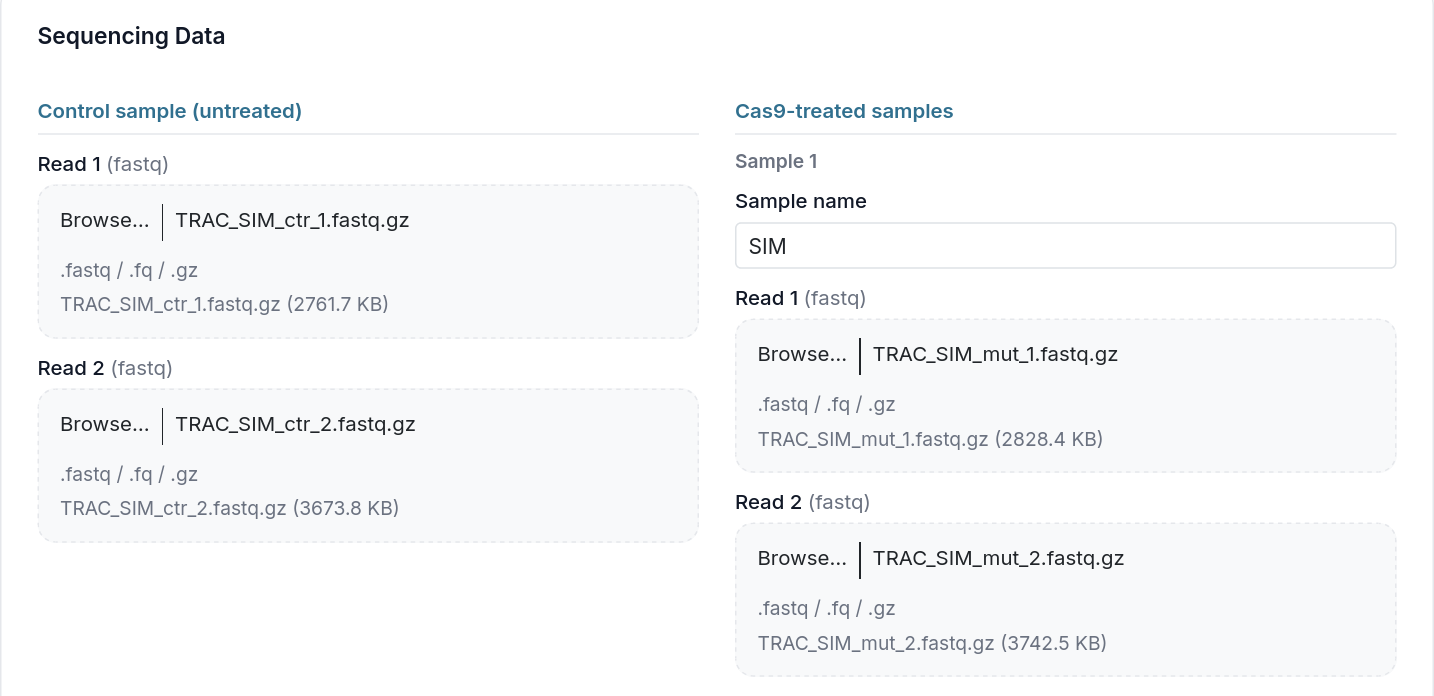 Sequencing Data
Control sample (untreated)
Read 1 (fastq)
Browse... TRAC_SIM_ctr_1.fastq.gz
.fastq / .fq / .gz
TRAC_SIM_ctr_1.fastq.gz (2761.7 KB)
Read 2 (fastq)
Browse... TRAC_SIM_ctr_2.fastq.gz
.fastq / .fq / .gz
TRAC_SIM_ctr_2.fastq.gz (3673.8 KB)
Cas9-treated samples
Sample 1
Sample name
SIM
Read 1 (fastq)
Browse... TRAC_SIM_mut_1.fastq.gz
.fastq / .fq / .gz
TRAC_SIM_mut_1.fastq.gz (2828.4 KB)
Read 2 (fastq)
Browse... TRAC_SIM_mut_2.fastq.gz
.fastq / .fq / .gz
TRAC_SIM_mut_2.fastq.gz (3742.5 KB)